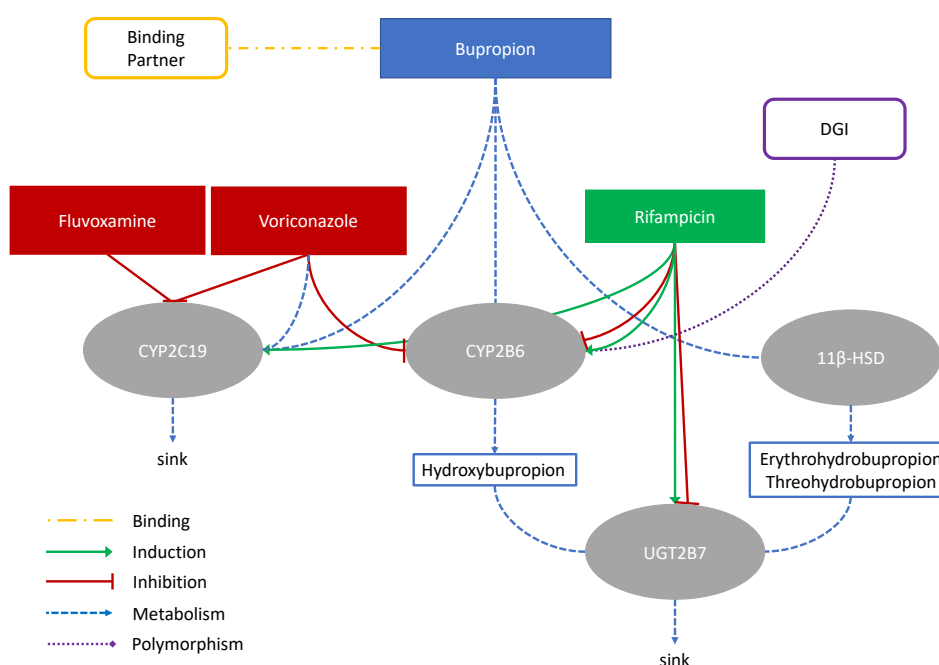 Binding
Partner
Bupropion
DGI
Fluvoxamine
Voriconazole
Rifampicin
CYP2C19
CYP2B6
11β-HSD
sink
Hydroxybupropion
Erythrohydrobupropion
Threohydrobupropion
Binding
Induction
Inhibition
Metabolism
Polymorphism
UGT2B7
sink